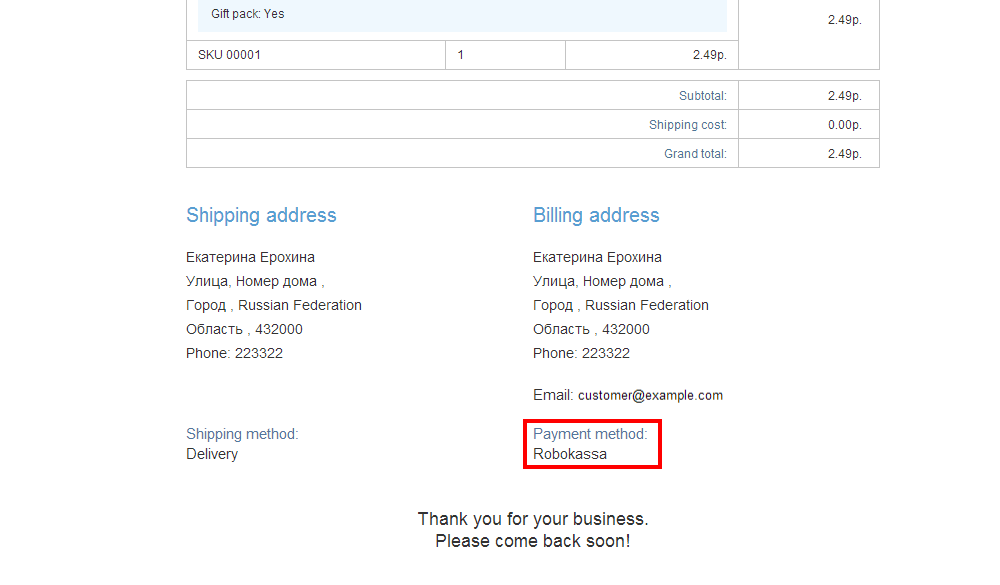 Gift pack: Yes
2.49р.
SKU 00001 1 2.49р.
Subtotal: 2.49р.
Shipping cost: 0.00р.
Grand total: 2.49р.
Shipping address
Екатерина Ерохина
Улица, Номер дома ,
Город , Russian Federation
Область , 432000
Phone: 223322
Billing address
Екатерина Ерохина
Улица, Номер дома ,
Город , Russian Federation
Область , 432000
Phone: 223322
Email: customer@example.com
Shipping method:
Delivery
Payment method:
Robokassa
Thank you for your business.
Please come back soon!